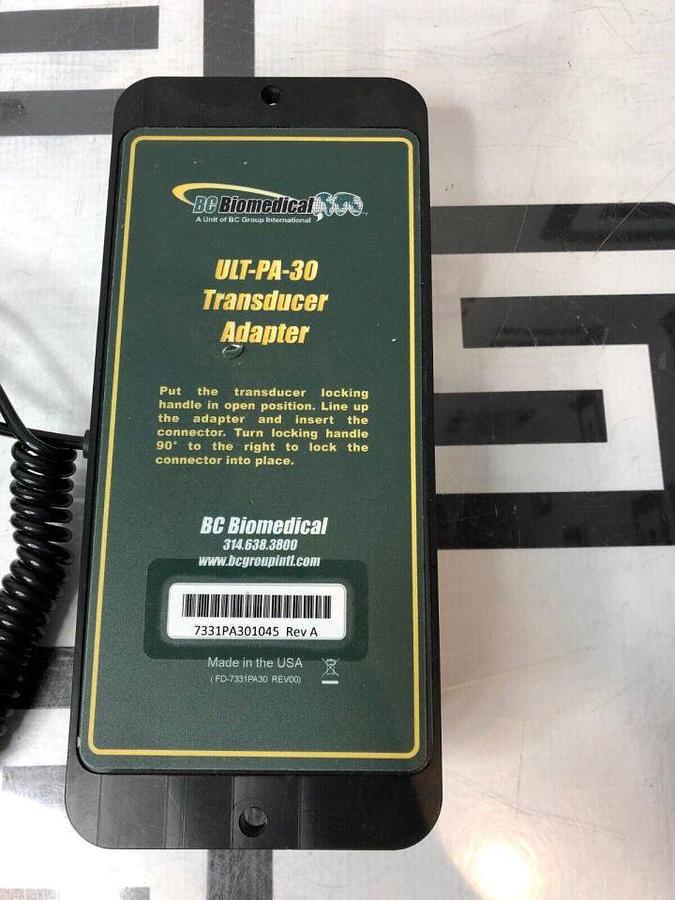 BC Biomedical
A Unit of BC Group International
ULT-PA-30
Transducer
Adapter
Put the transducer locking
handle in open position. Line up
the adapter and insert the
connector. Turn locking handle
90° to the right to lock the
connector into place.
BC Biomedical
314.638.3800
www.bcgroupintl.com
7331PA301045 Rev A
Made in the USA
( FD-7331PA30 REV00)